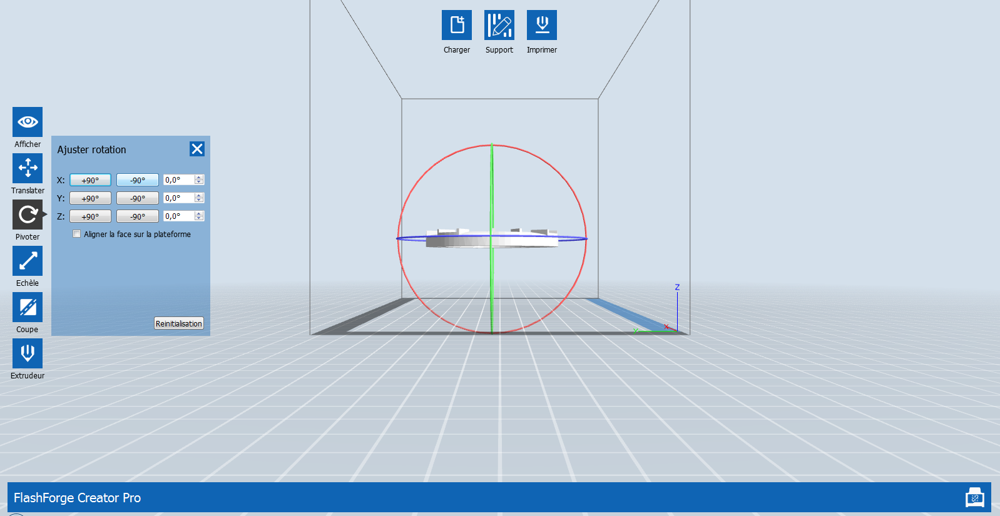 Charger
Support
Imprimer
Afficher
Translater
Pivoter
Echèle
Coupe
Extrudeur
Ajuster rotation
X: +90° -90° 0,0°
Y: +90° -90° 0,0°
Z: +90° -90° 0,0°
Aligner la face sur la plateforme
Reinitialisation
Z
X
Y
FlashForge Creator Pro